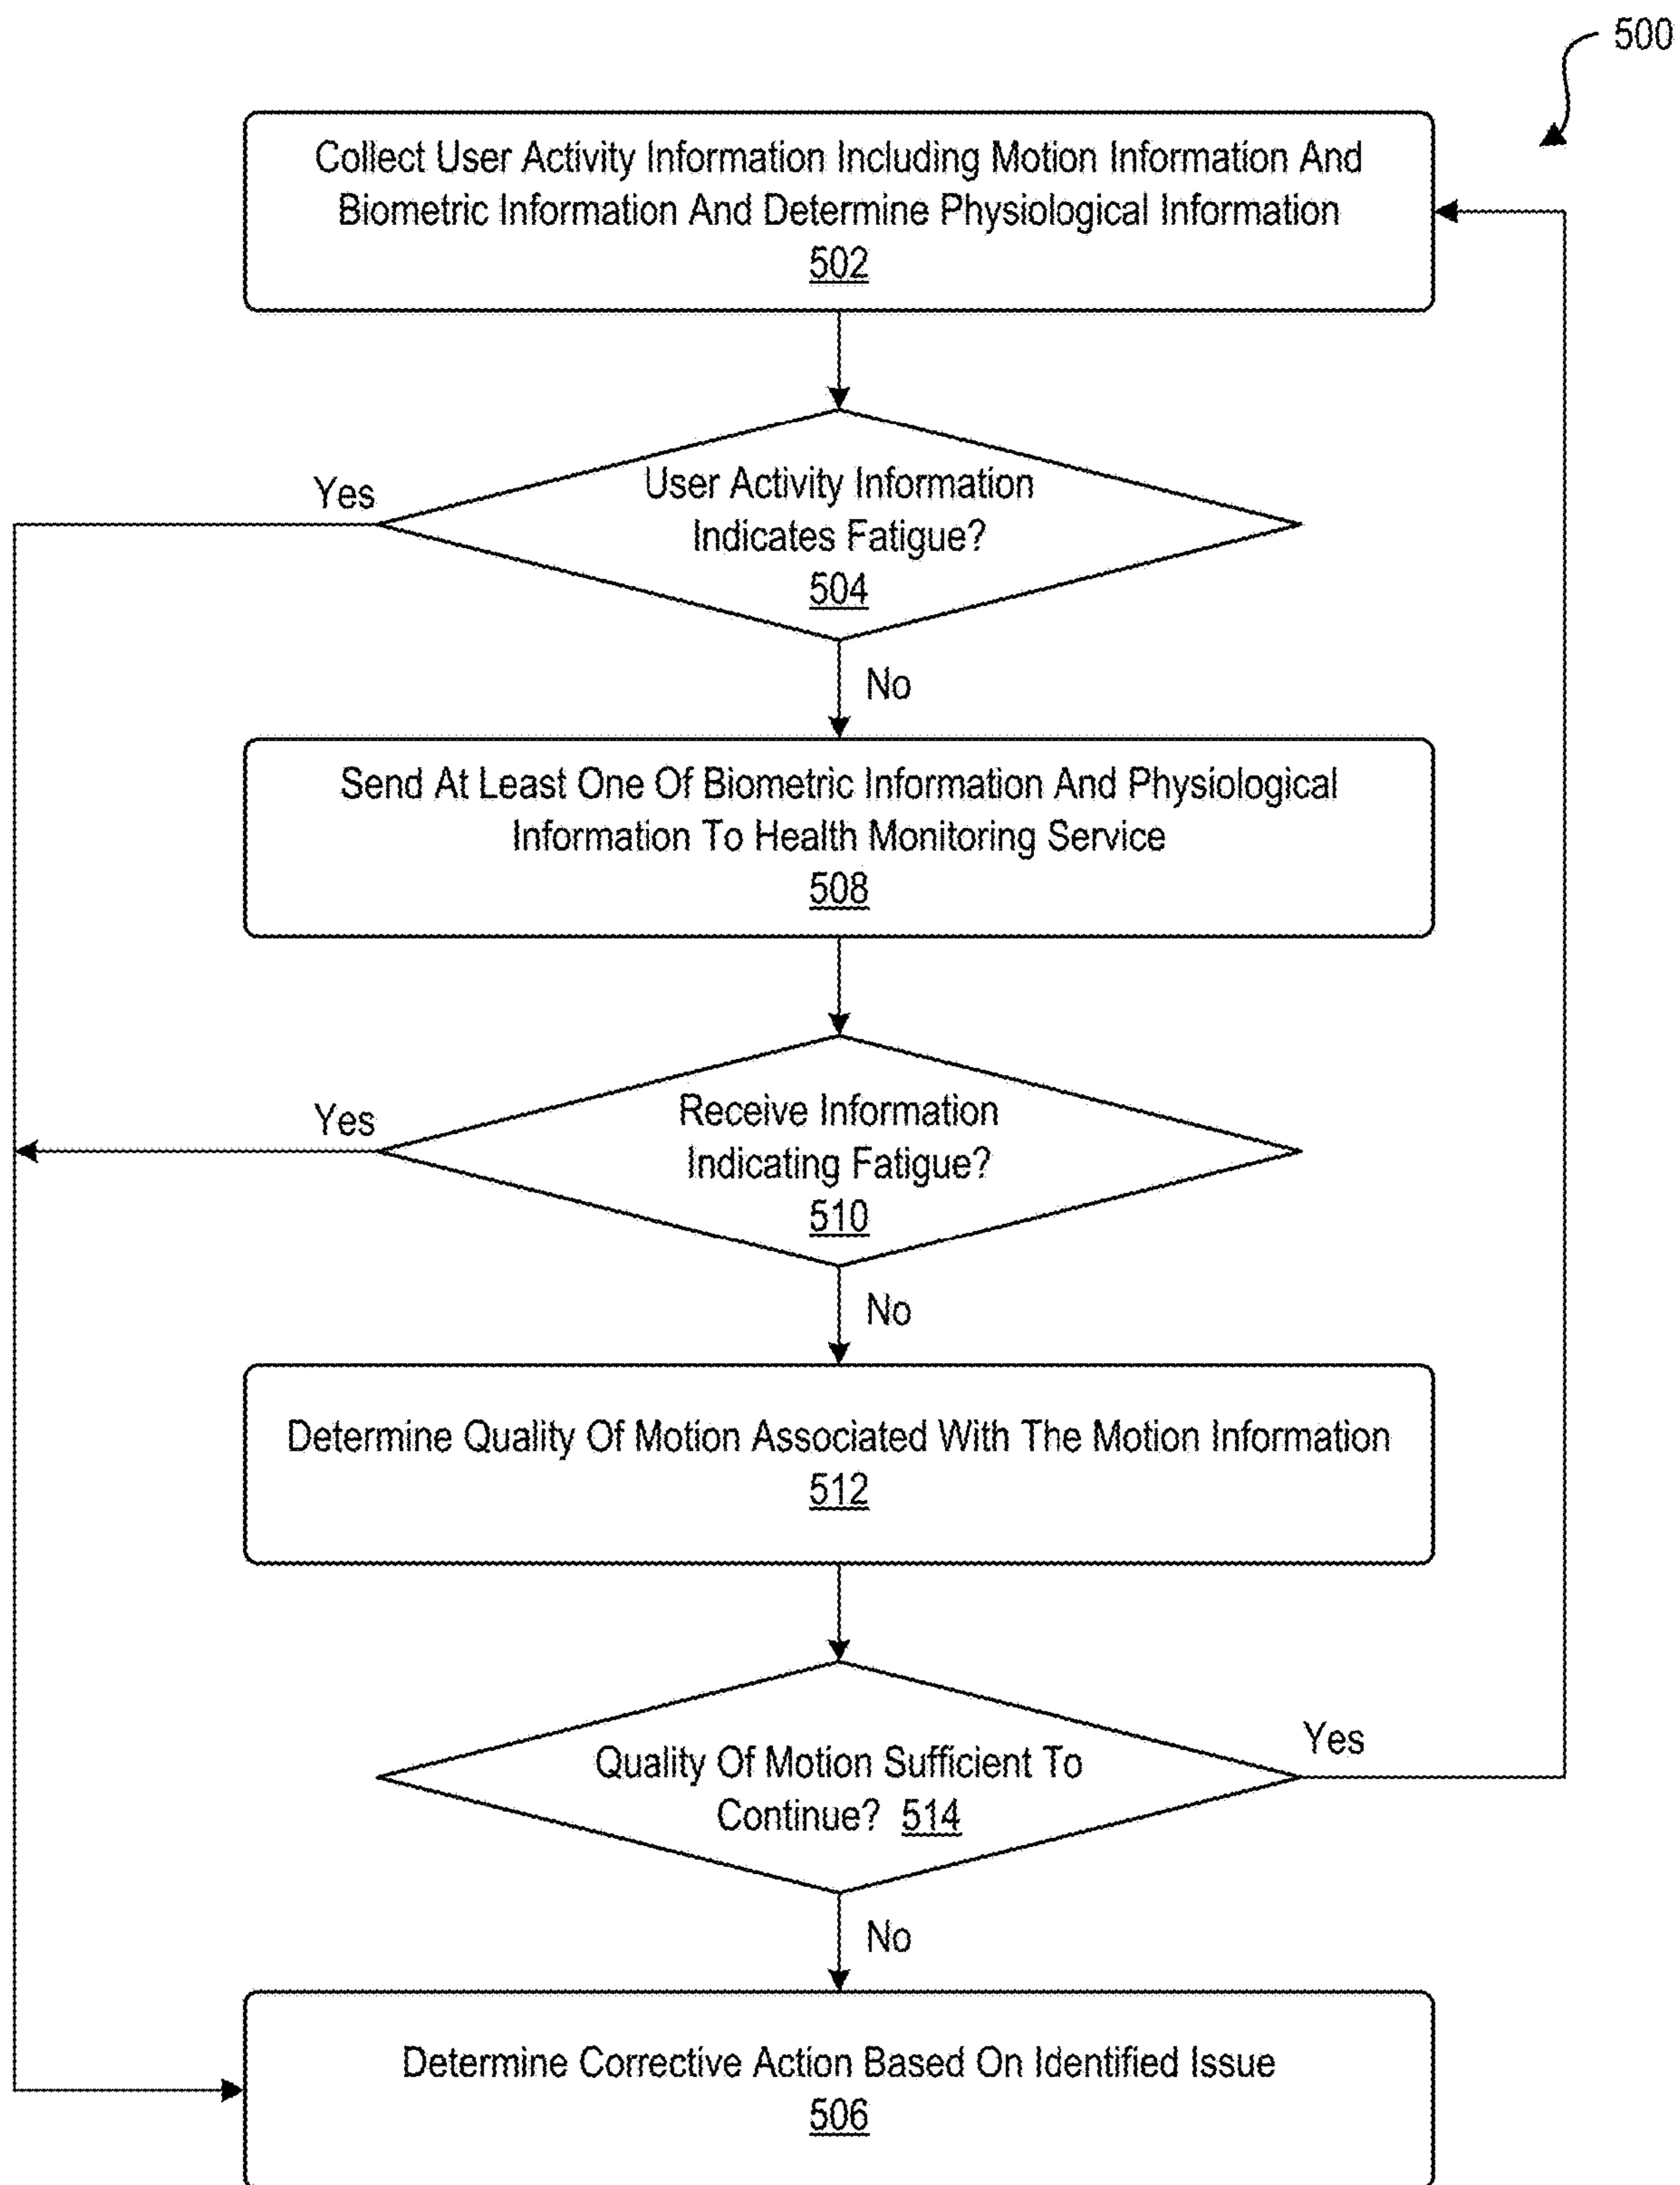 500
Collect User Activity Information Including Motion Information And
Biometric Information And Determine Physiological Information
502
Yes
User Activity Information
Indicates Fatigue?
504
No
Send At Least One Of Biometric Information And Physiological
Information To Health Monitoring Service
508
Yes
Receive Information
Indicating Fatigue?
510
No
Determine Quality Of Motion Associated With The Motion Information
512
Yes
Quality Of Motion Sufficient To
Continue? 514
No
Determine Corrective Action Based On Identified Issue
506